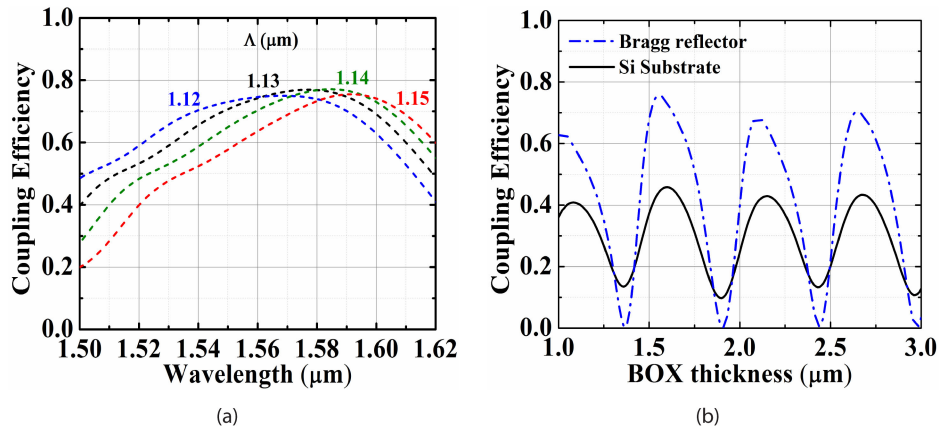 1.0
0.8
0.6
0.4
0.2
0.0
Coupling Efficiency
Λ (μm)
1.12
1.13
1.14
1.15
1.50 1.52 1.54 1.56 1.58 1.60 1.62
Wavelength (μm)
(a)
1.0
0.8
0.6
0.4
0.2
0.0
Coupling Efficiency
Bragg reflector
Si Substrate
1.0 1.5 2.0 2.5 3.0
BOX thickness (μm)
(b)